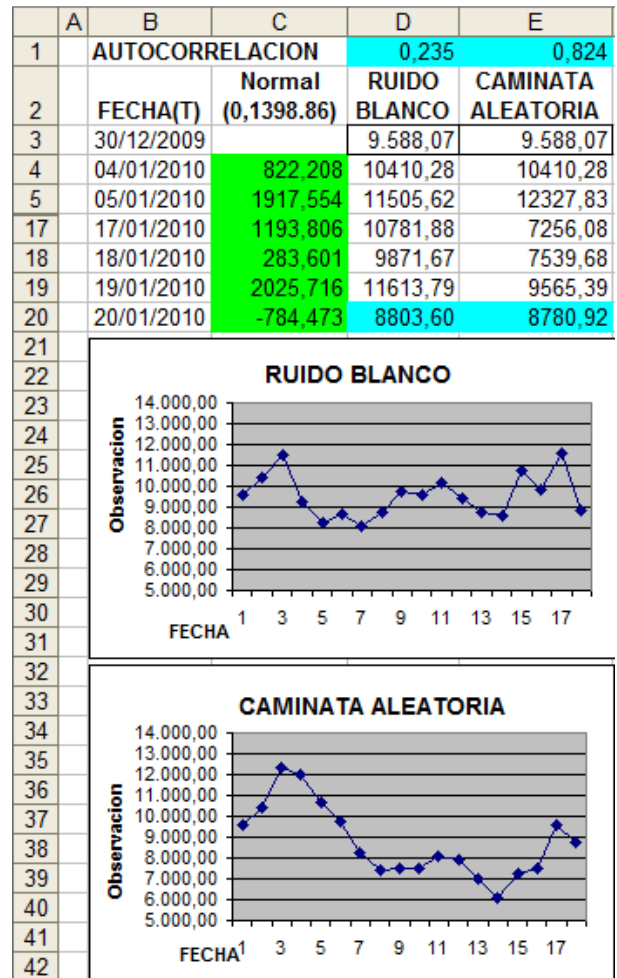 A B C D E
1 AUTOCORRELACION 0,235 0,824
Normal RUIDO CAMINATA
2 FECHA(T) (0,1398.86) BLANCO ALEATORIA
3 30/12/2009 9.588,07 9.588,07
4 04/01/2010 822,208 10410,28 10410,28
5 05/01/2010 1917,554 11505,62 12327,83
17 17/01/2010 1193,806 10781,88 7256,08
18 18/01/2010 283,601 9871,67 7539,68
19 19/01/2010 2025,716 11613,79 9565,39
20 20/01/2010 -784,473 8803,60 8780,92
21
22
23
24
25
26
27
28
29
30
31
RUIDO BLANCO
Observacion
14.000,00
13.000,00
12.000,00
11.000,00
10.000,00
9.000,00
8.000,00
7.000,00
6.000,00
5.000,00
1 3 5 7 9 11 13 15 17
FECHA
32
33
34
35
36
37
38
39
40
41
42
CAMINATA ALEATORIA
Observacion
14.000,00
13.000,00
12.000,00
11.000,00
10.000,00
9.000,00
8.000,00
7.000,00
6.000,00
5.000,00
1 3 5 7 9 11 13 15 17
FECHA